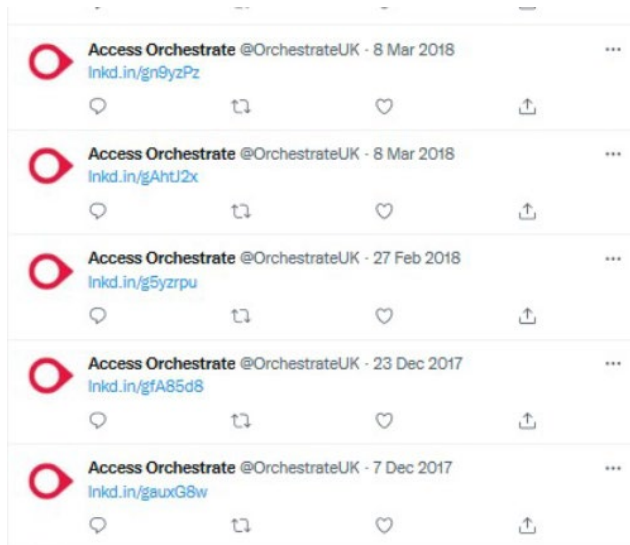 Access Orchestrate @OrchestrateUK · 8 Mar 2018
lnkd.in/gn9yzPz
Access Orchestrate @OrchestrateUK · 8 Mar 2018
lnkd.in/gAhtJ2x
Access Orchestrate @OrchestrateUK · 27 Feb 2018
lnkd.in/g5yzrpu
Access Orchestrate @OrchestrateUK · 23 Dec 2017
lnkd.in/gfA85d8
Access Orchestrate @OrchestrateUK · 7 Dec 2017
lnkd.in/gauxG8w